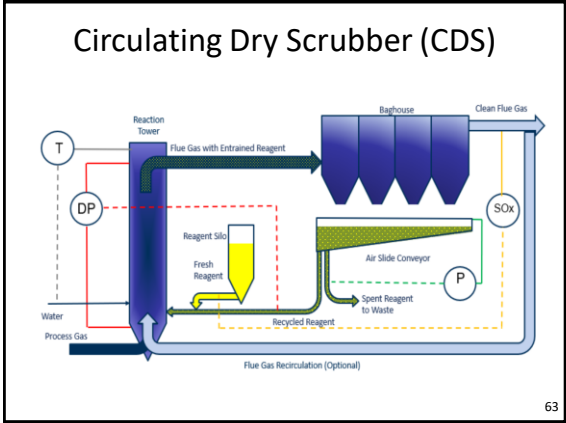 Circulating Dry Scrubber (CDS)
Baghouse
Clean Flue Gas
Reaction
Tower
T
Flue Gas with Entrained Reagent
DP
SOx
Reagent Silo
Air Slide Conveyor
Fresh
Reagent
P
Spent Reagent
to Waste
Water
Recycled Reagent
Process Gas
Flue Gas Recirculation (Optional)
63